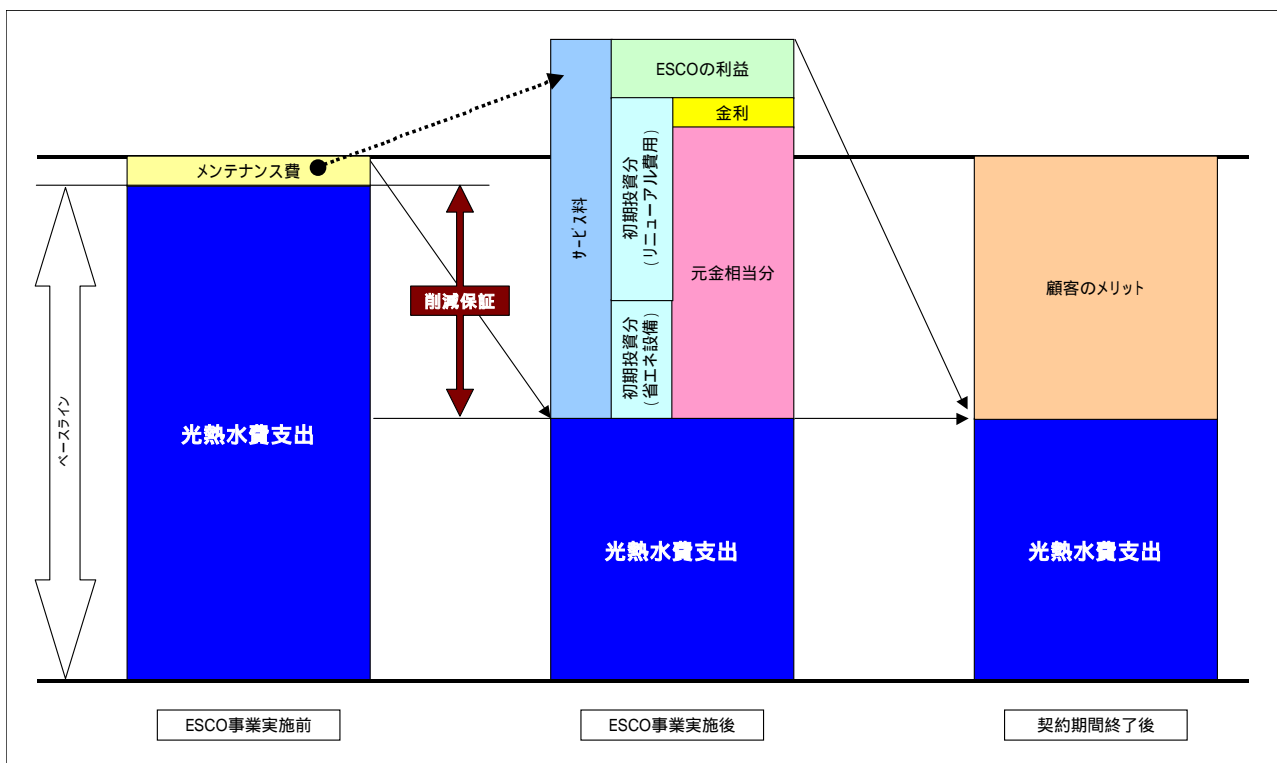 ESCOの利益
金利
メンテナンス費
サービス料
初期投資分
(リニューアル費用)
元金相当分
初期投資分
(省エネ設備)
削減保証
顧客のメリット
ベースライン
光熱水費支出
光熱水費支出
光熱水費支出
ESCO事業実施前
ESCO事業実施後
契約期間終了後